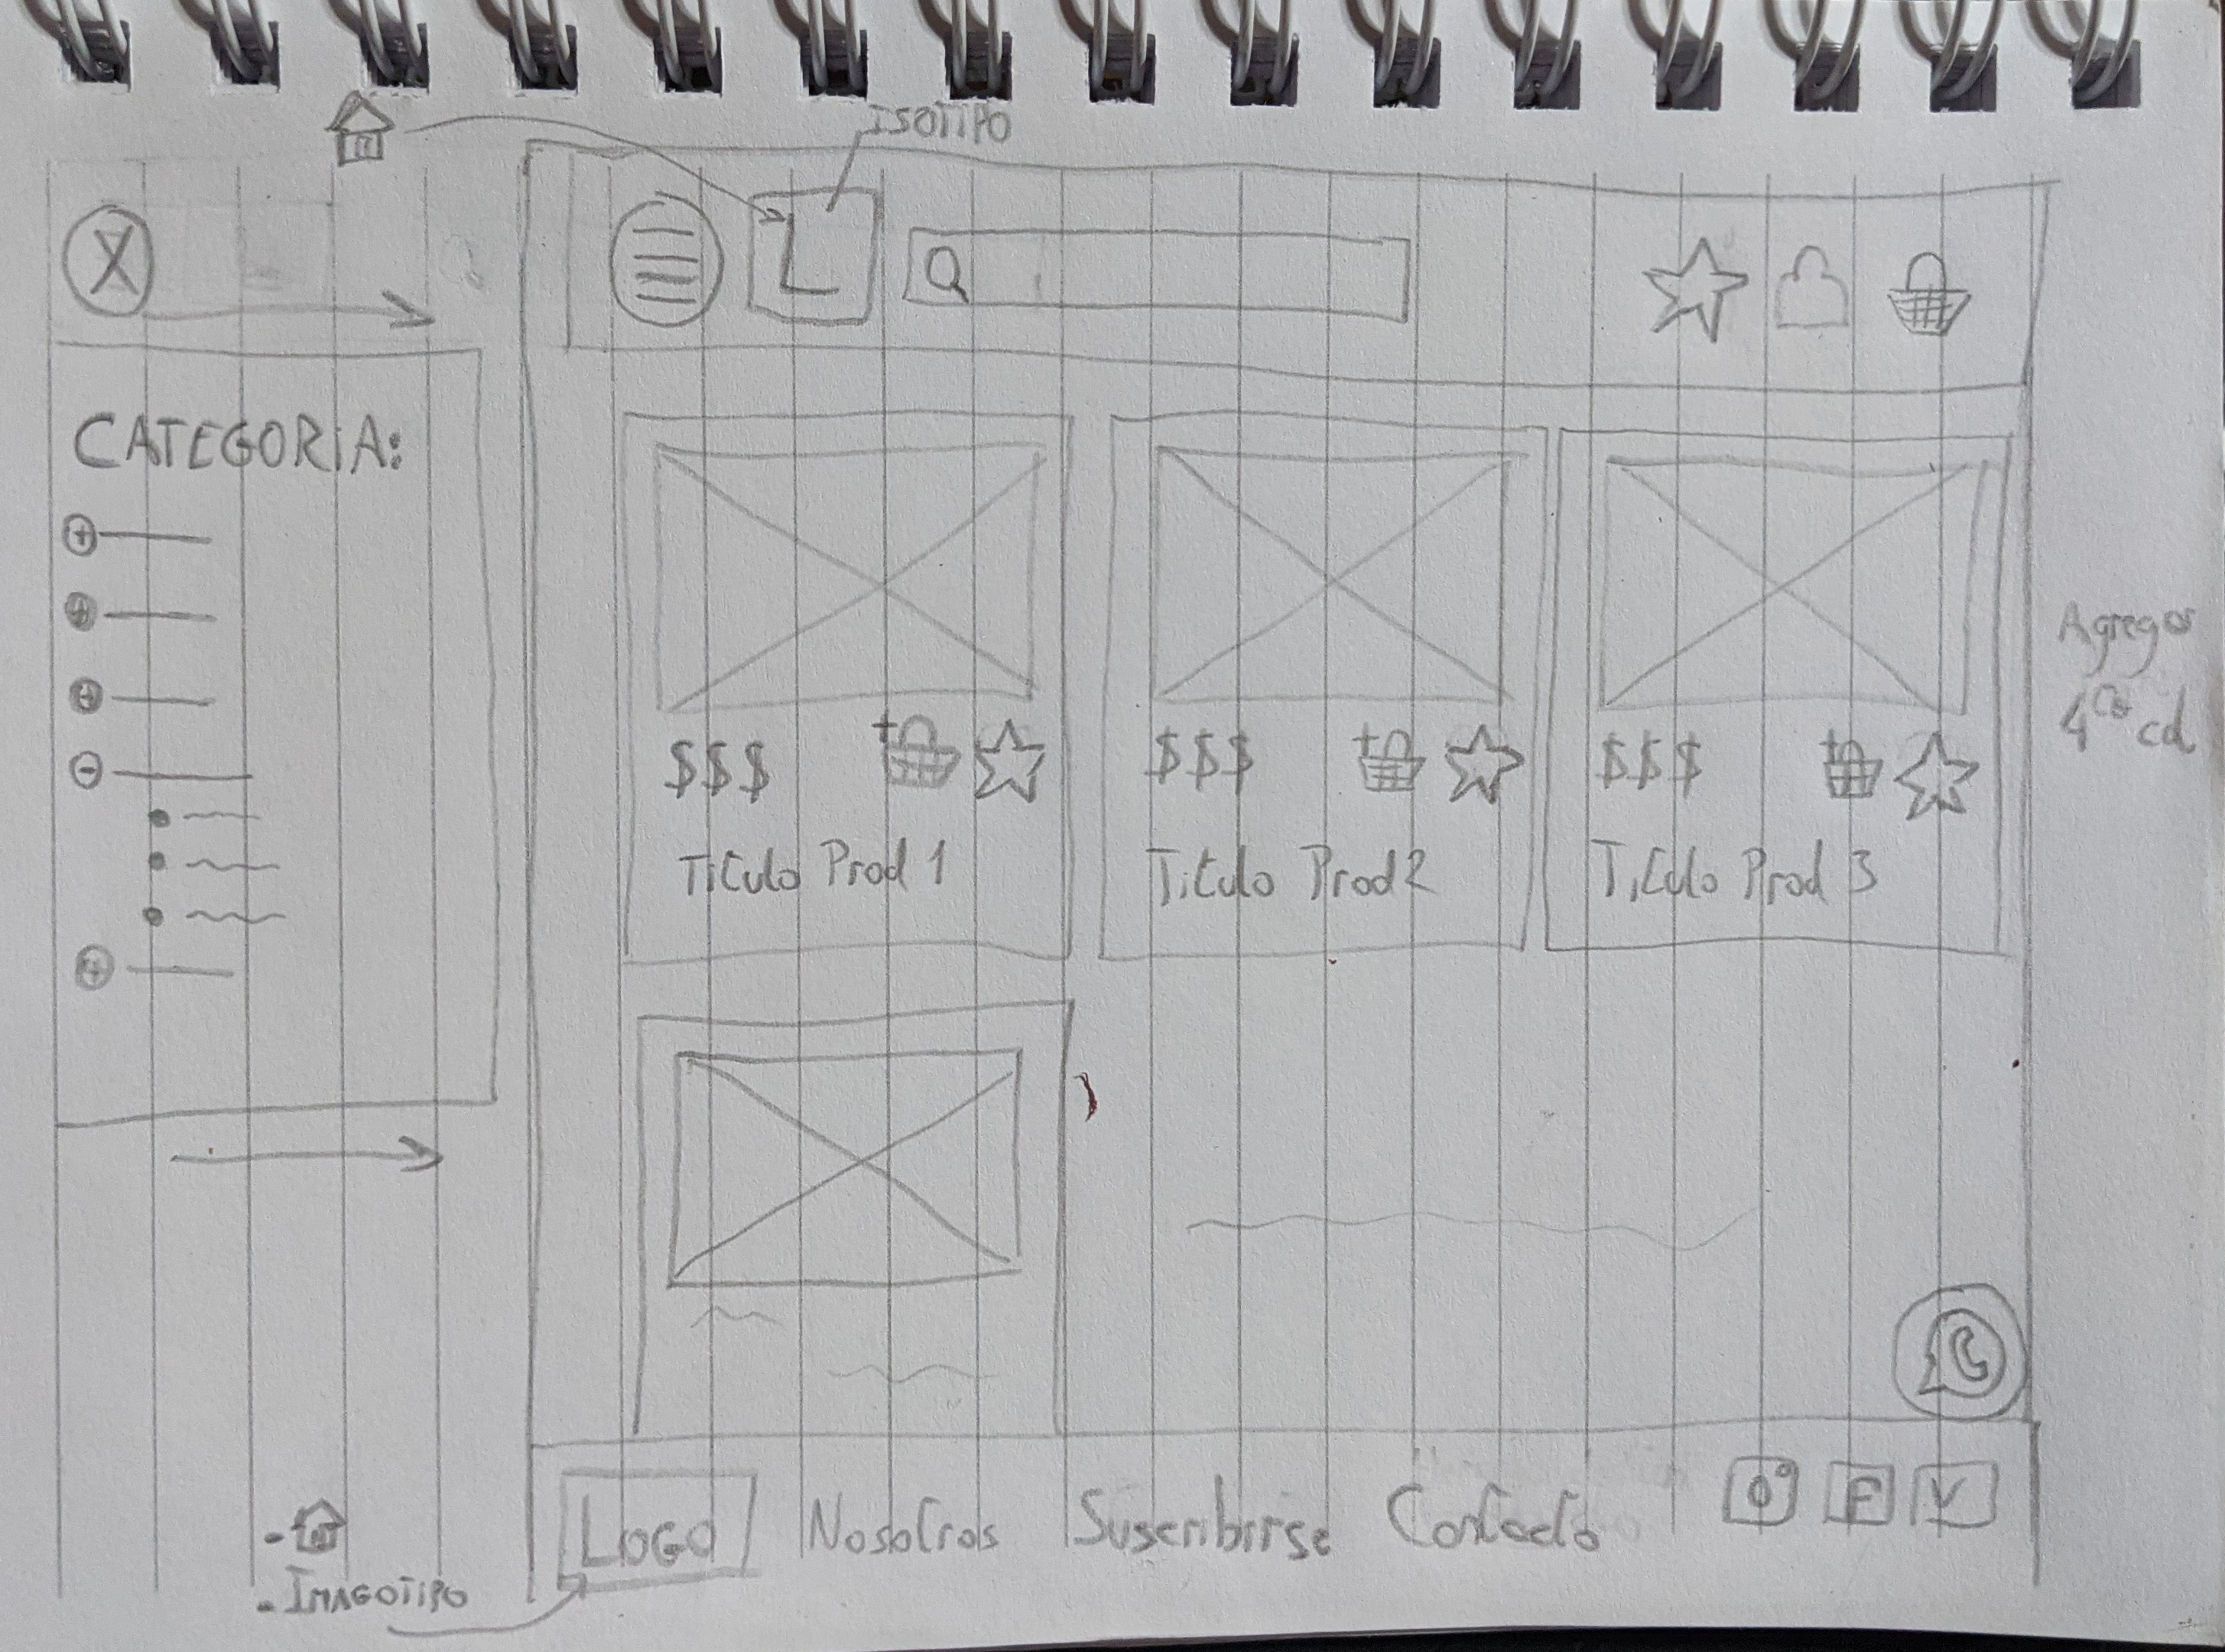 ISOTIPO
L
CATEGORIA:
$$$
$$$
$$$
Titulo Prod 1
Titulo Prod 2
Titulo Prod 3
Agregar
4ta col
LOGO
Nosotros
Suscribirse
Contacto
F
V
- IMAGOTIPO